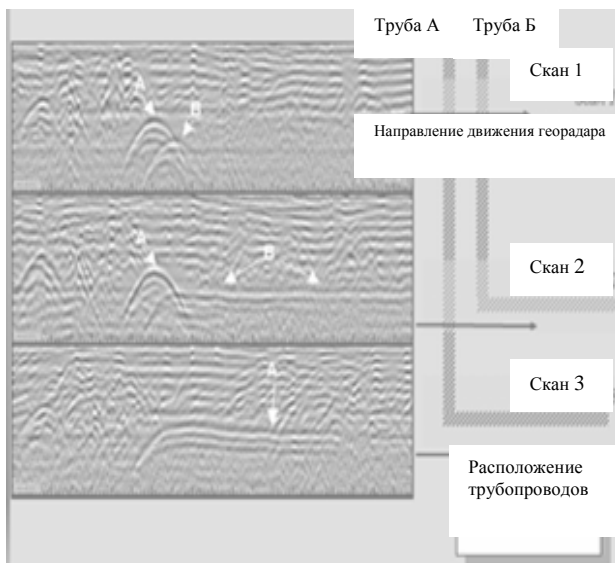 Труба А Труба Б
Скан 1
A
B
Направление движения георадара
A
B
Скан 2
A
Скан 3
Расположение
трубопроводов